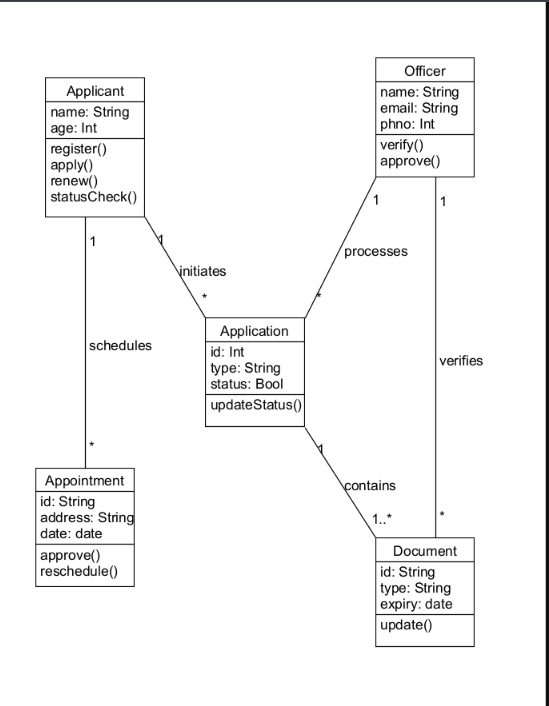 Applicant
name: String
age: Int
register()
apply()
renew()
statusCheck()
Officer
name: String
email: String
phno: Int
verify()
approve()
1
1
initiates
*
1
processes
*
1
schedules
*
verifies
*
Application
id: Int
type: String
status: Bool
updateStatus()
1
contains
1..*
Appointment
id: String
address: String
date: date
approve()
reschedule()
Document
id: String
type: String
expiry: date
update()